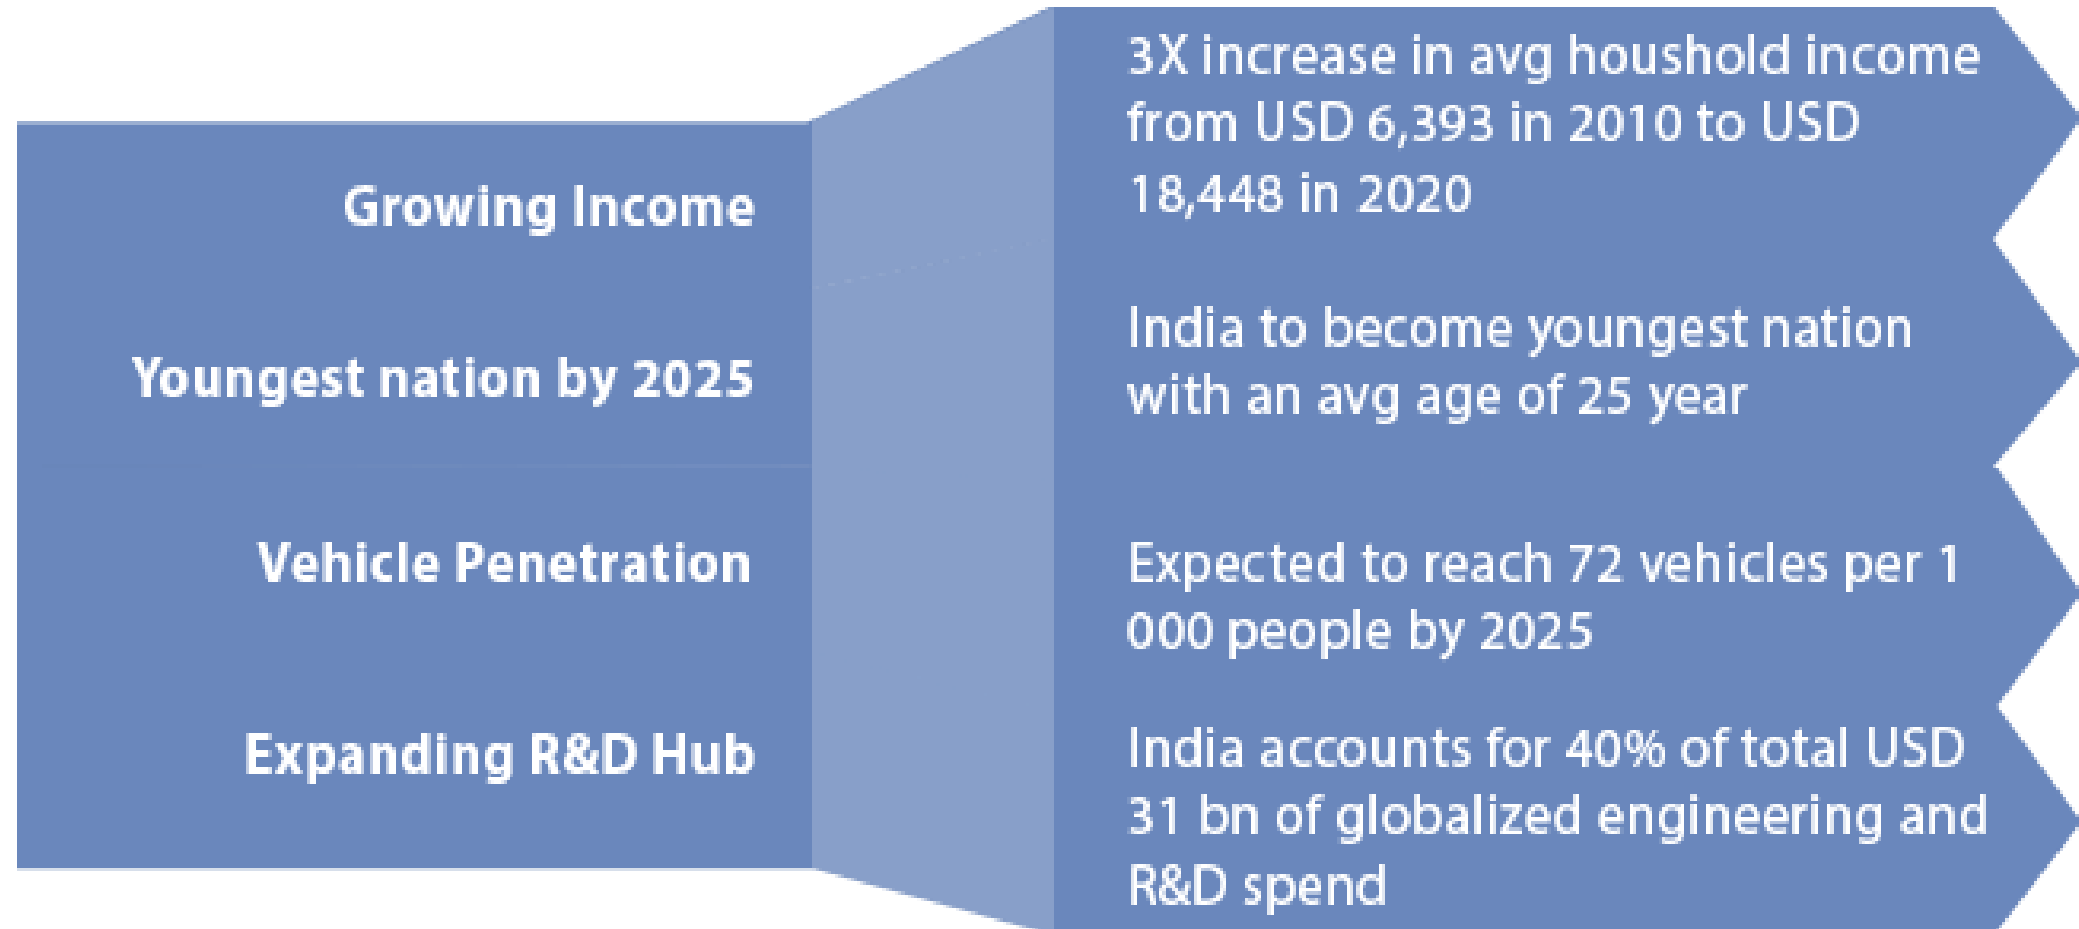 Growing Income
3X increase in avg houshold income
from USD 6,393 in 2010 to USD
18,448 in 2020
Youngest nation by 2025
India to become youngest nation
with an avg age of 25 year
Vehicle Penetration
Expected to reach 72 vehicles per 1
000 people by 2025
Expanding R&D Hub
India accounts for 40% of total USD
31 bn of globalized engineering and
R&D spend